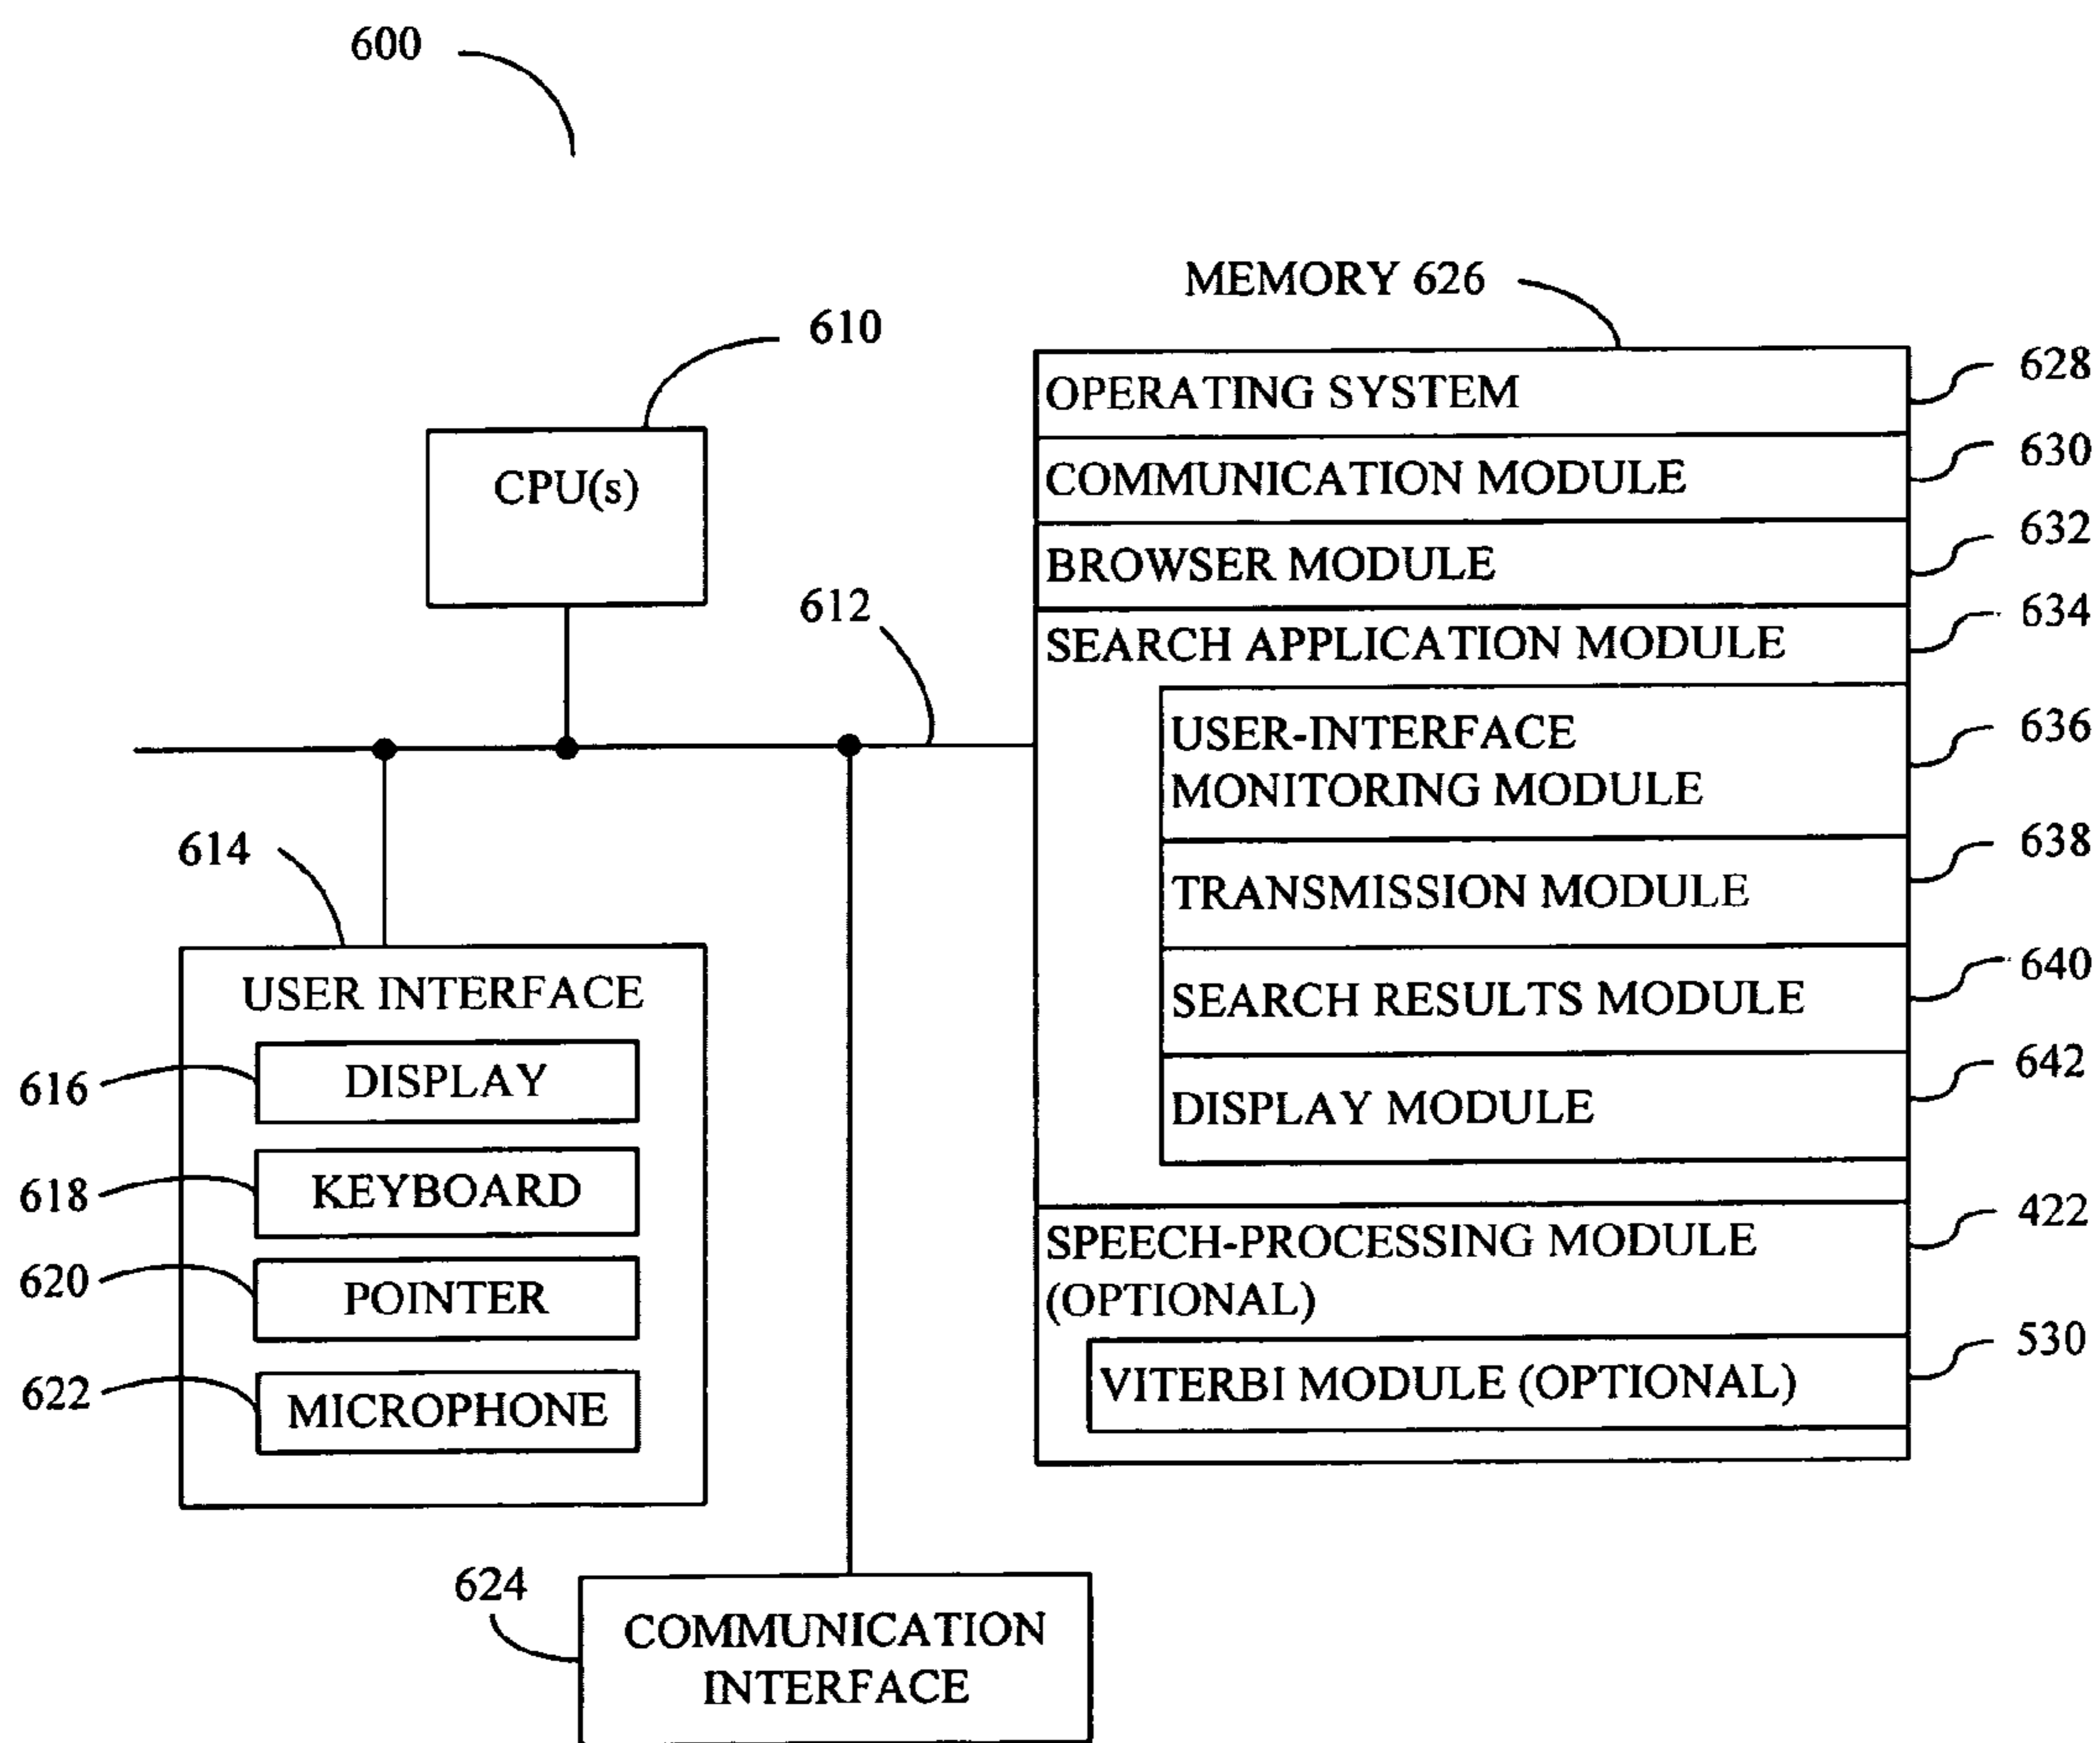 600
MEMORY 626
610
CPU(s)
612
OPERATING SYSTEM
628
COMMUNICATION MODULE
630
BROWSER MODULE
632
SEARCH APPLICATION MODULE
634
USER-INTERFACE
MONITORING MODULE
636
TRANSMISSION MODULE
638
SEARCH RESULTS MODULE
640
DISPLAY MODULE
642
SPEECH-PROCESSING MODULE
(OPTIONAL)
422
VITERBI MODULE (OPTIONAL)
530
614
USER INTERFACE
616
DISPLAY
618
KEYBOARD
620
POINTER
622
MICROPHONE
624
COMMUNICATION
INTERFACE